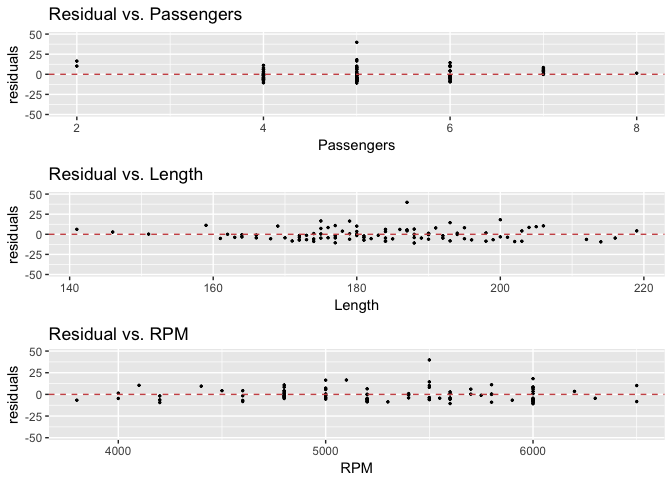 Residual vs. Passengers
50
25
0
-25
-50
residuals
2 4 6 8
Passengers
Residual vs. Length
50
25
0
-25
-50
residuals
140 160 180 200 220
Length
Residual vs. RPM
50
25
0
-25
-50
residuals
4000 5000 6000
RPM